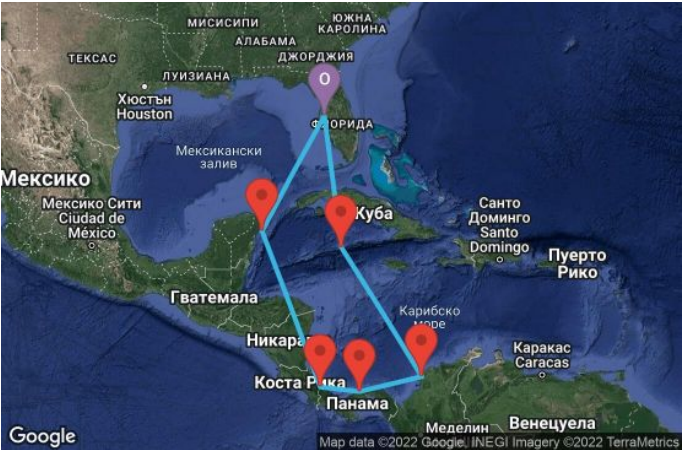 МИСИСИПИ
ЮЖНА
КАРОЛИНА
АЛАБАМА
ТЕКСАС
ДЖОРДЖИЯ
ЛУИЗИАНА
O
Хюстън
Houston
ФЛОРИДА
Мексикански
залив
Мексико
Мексико Сити
Ciudad de
México
Куба
Санто
Доминго
Santo
Domingo
Пуерто
Рико
Гватемала
Карибско
море
Никара
Каракас
Caracas
Коста Рика
Панама
Меделин
Венецуела
Google
Map data ©2022 Google, INEGI Imagery ©2022 TerraMetrics